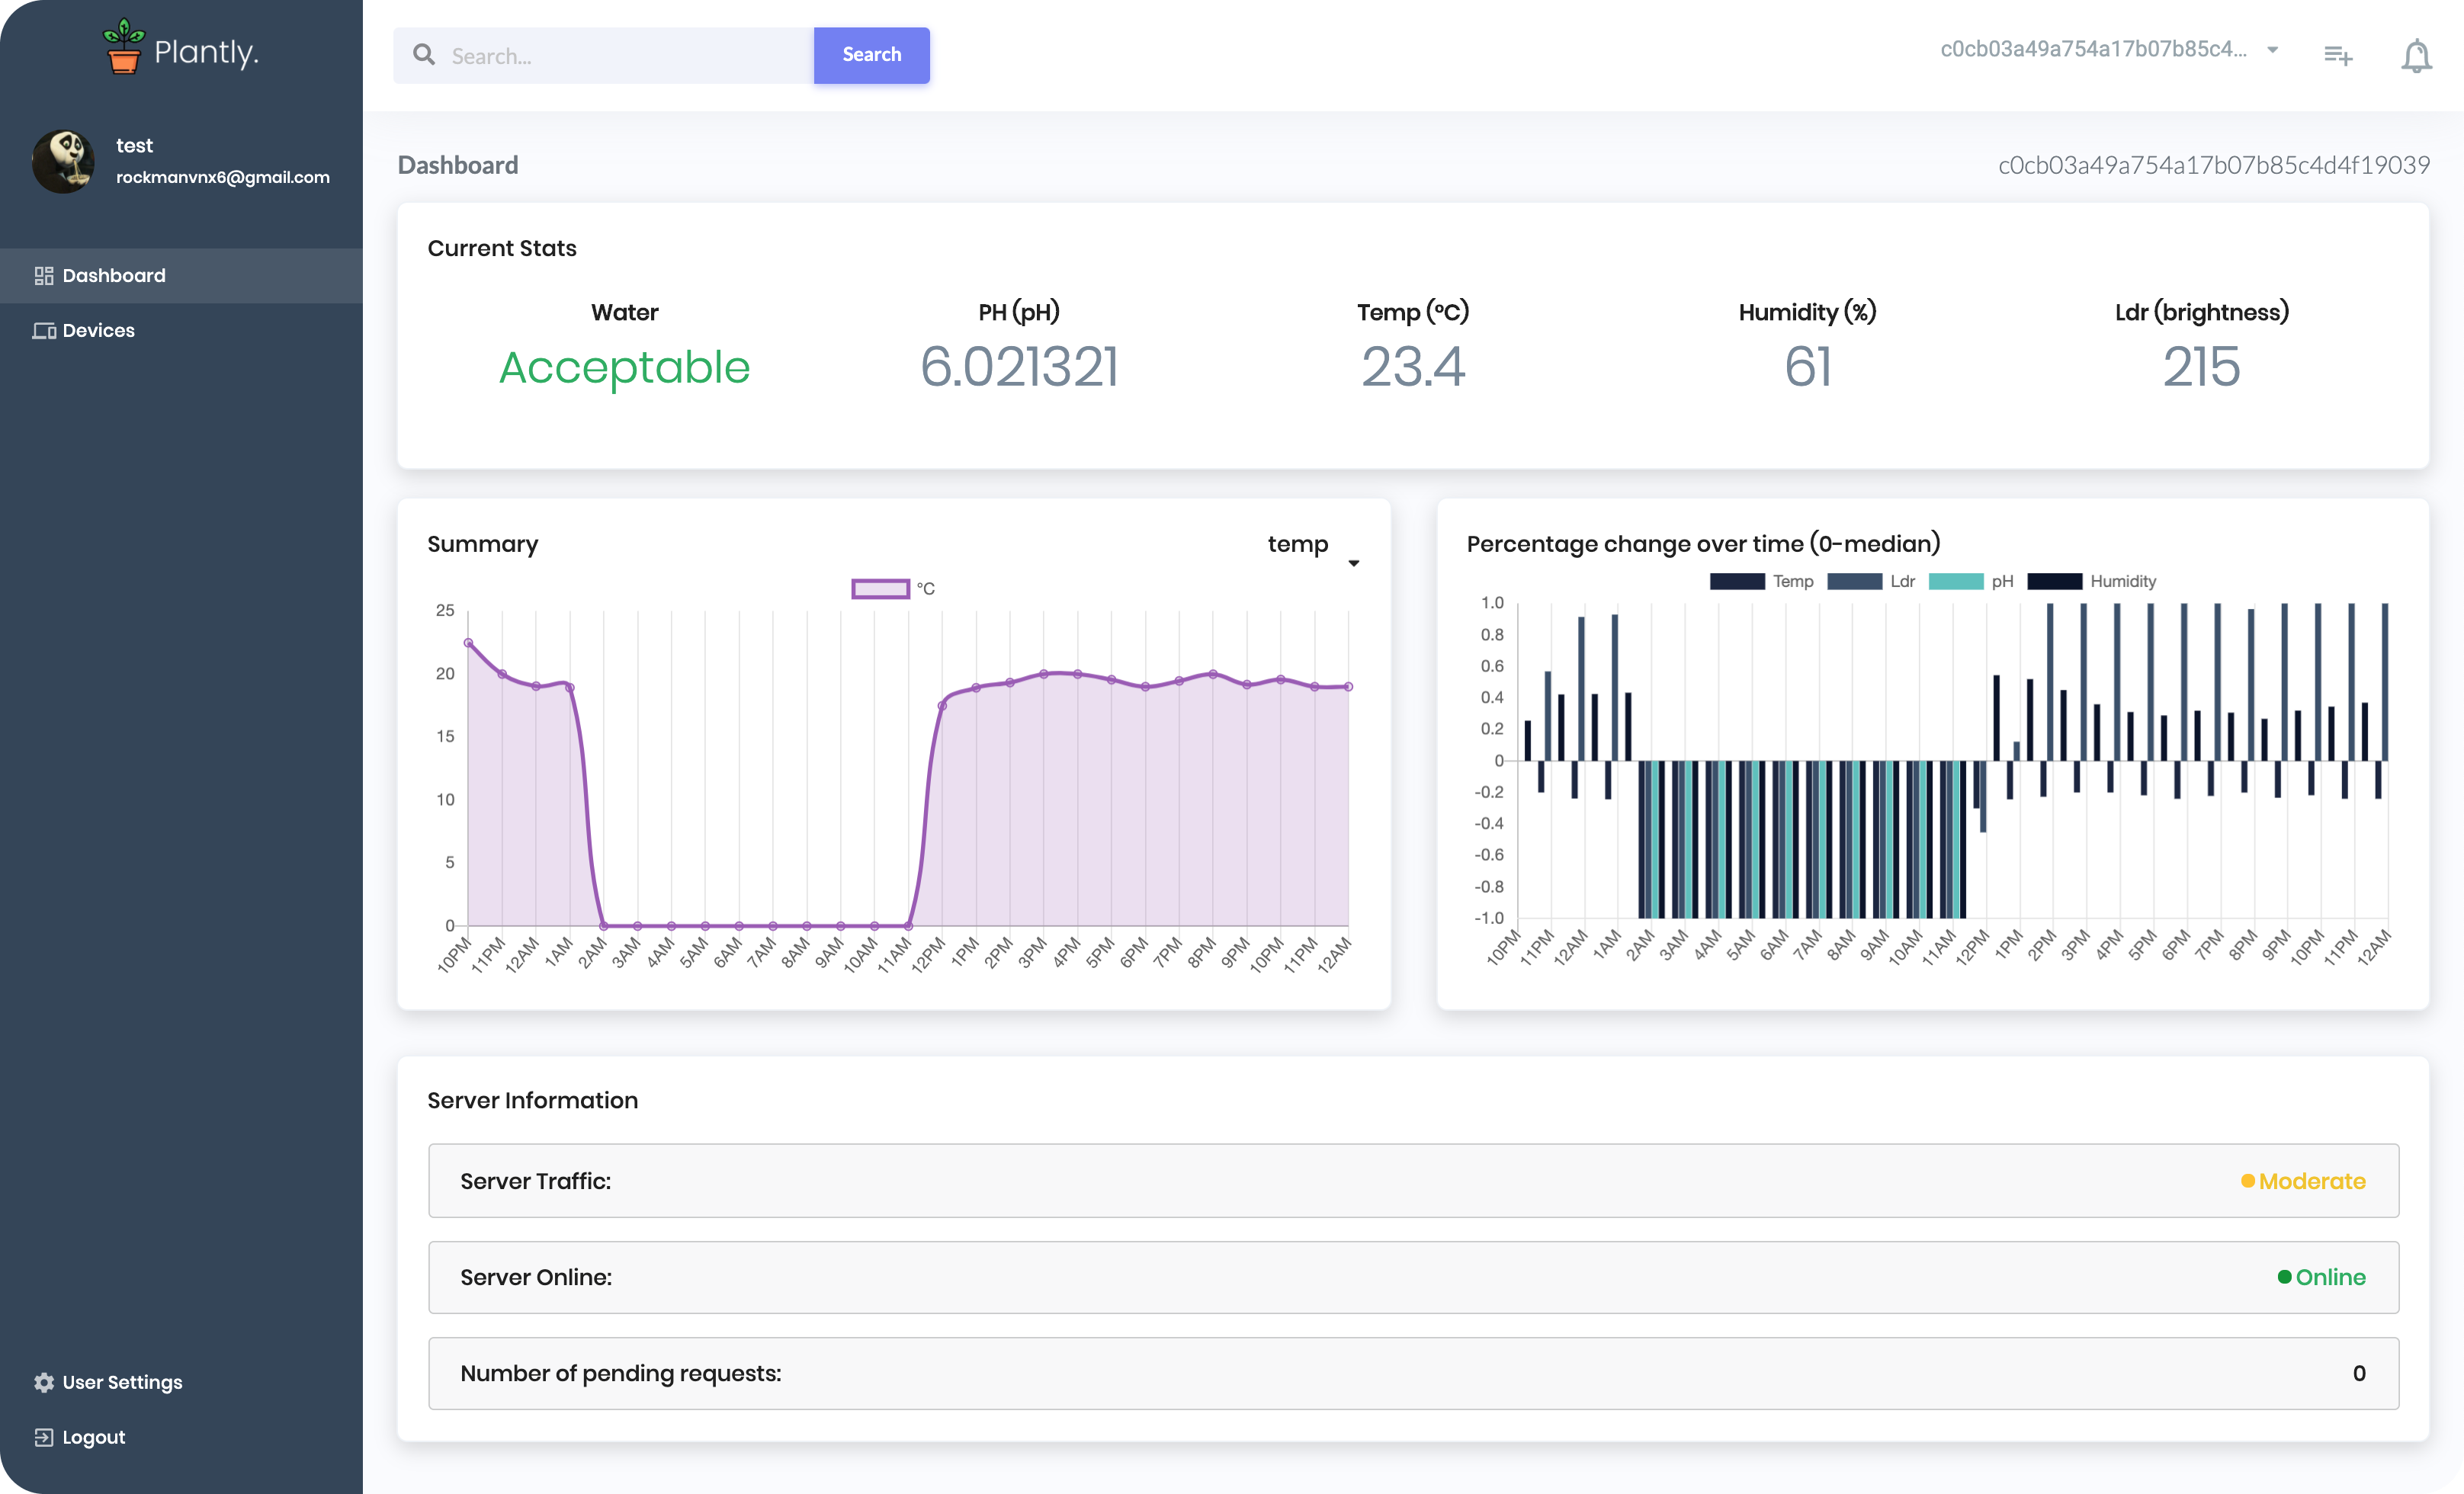 Plantly.
Search...
Search
c0cb03a49a754a17b07b85c4...
test
rockmanvnx6@gmail.com
Dashboard
Devices
User Settings
Logout
Dashboard
c0cb03a49a754a17b07b85c4d4f19039
Current Stats
Water
PH (pH)
Temp (°C)
Humidity (%)
Ldr (brightness)
Acceptable
6.021321
23.4
61
215
Summary
temp
°C
25
20
15
10
5
0
10PM 11PM 12AM 1AM 2AM 3AM 4AM 5AM 6AM 7AM 8AM 9AM 10AM 11AM 12PM 1PM 2PM 3PM 4PM 5PM 6PM 7PM 8PM 9PM 10PM 11PM 12AM
Percentage change over time (0-median)
Temp Ldr pH Humidity
1.0
0.8
0.6
0.4
0.2
0
-0.2
-0.4
-0.6
-0.8
-1.0
10PM 11PM 12AM 1AM 2AM 3AM 4AM 5AM 6AM 7AM 8AM 9AM 10AM 11AM 12PM 1PM 2PM 3PM 4PM 5PM 6PM 7PM 8PM 9PM 10PM 11PM 12AM
Server Information
Server Traffic:
Moderate
Server Online:
Online
Number of pending requests:
0